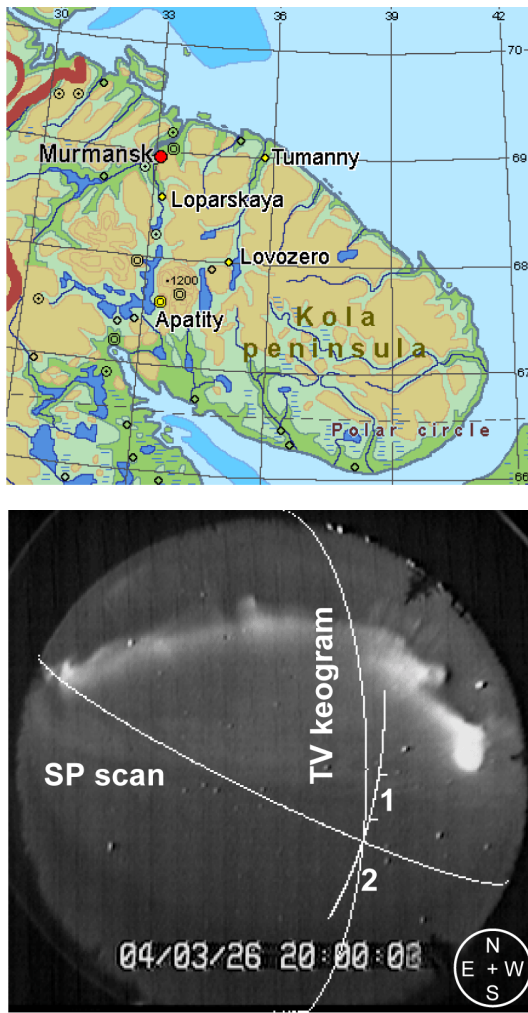 30 33 36 39 42
70
Murmansk
Tumanny
69
Loparskaya
Lovozero
68
•1200
Apatity
Kola
peninsula
67
Polar circle
66
TV keogram
SP scan
1
2
04/03/26 20:00:03
N
E + W
S